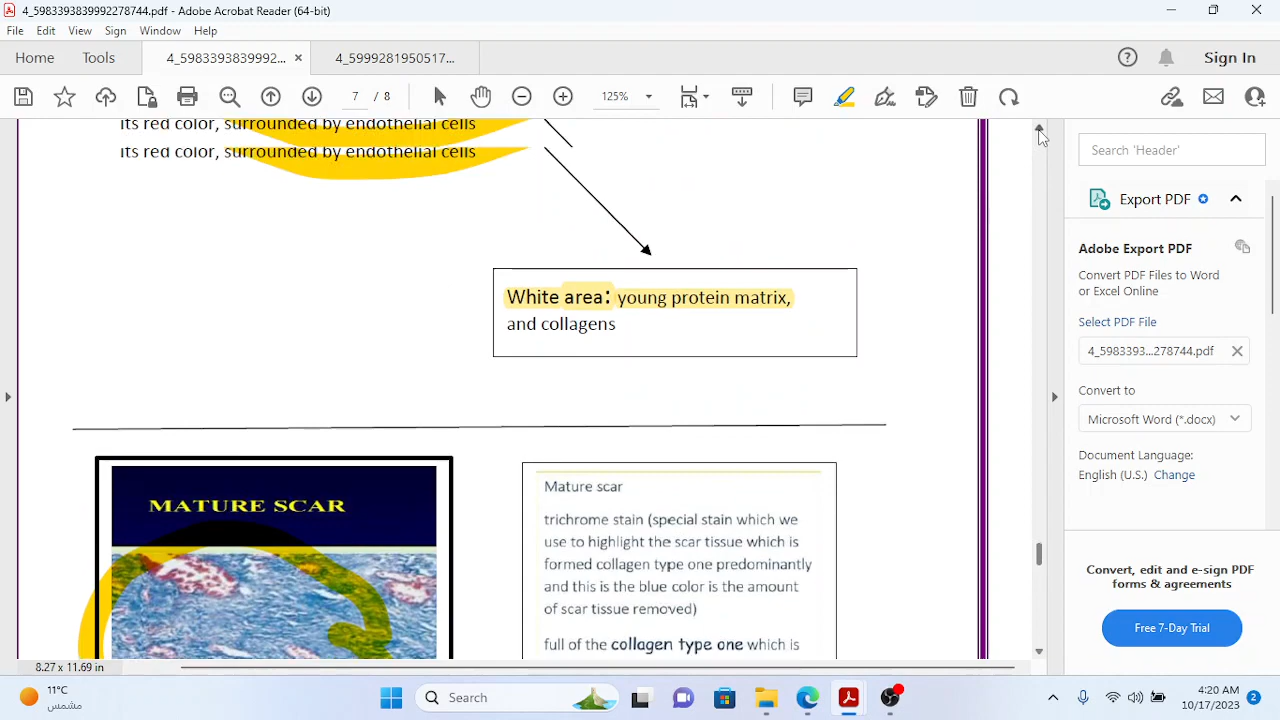 4_5983393839992278744.pdf - Adobe Acrobat Reader (64-bit)
File Edit View Sign Window Help
Home Tools 4_5983393839992... × 4_5999281950517...
Sign In
7 / 8 125%
its red color, surrounded by endothelial cells
its red color, surrounded by endothelial cells
White area: young protein matrix,
and collagens
MATURE SCAR
Mature scar
trichrome stain (special stain which we
use to highlight the scar tissue which is
formed collagen type one predominantly
and this is the blue color is the amount
of scar tissue removed)
full of the collagen type one which is
8.27 x 11.69 in
Search 'Header'
Export PDF
Adobe Export PDF
Convert PDF Files to Word
or Excel Online
Select PDF File
4_5983393...278744.pdf
Convert to
Microsoft Word (*.docx)
Document Language:
English (U.S.) Change
Convert, edit and e-sign PDF
forms & agreements
Free 7-Day Trial
11°C
مشمس
Search
4:20 AM
10/17/2023
2